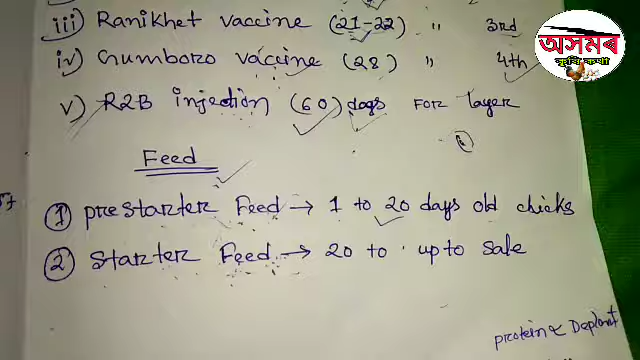 iii) Ranikhet vaccine (21-22) " 3rd
iv) Gumboro vaccine (28) " 4th
v) R2B injection (60) days FOR layer
Feed
① prestarter Feed → 1 to 20 days old chicks
② Starter Feed → 20 to . up to Sale
protein &
অসমৰ
কৃষি কথা